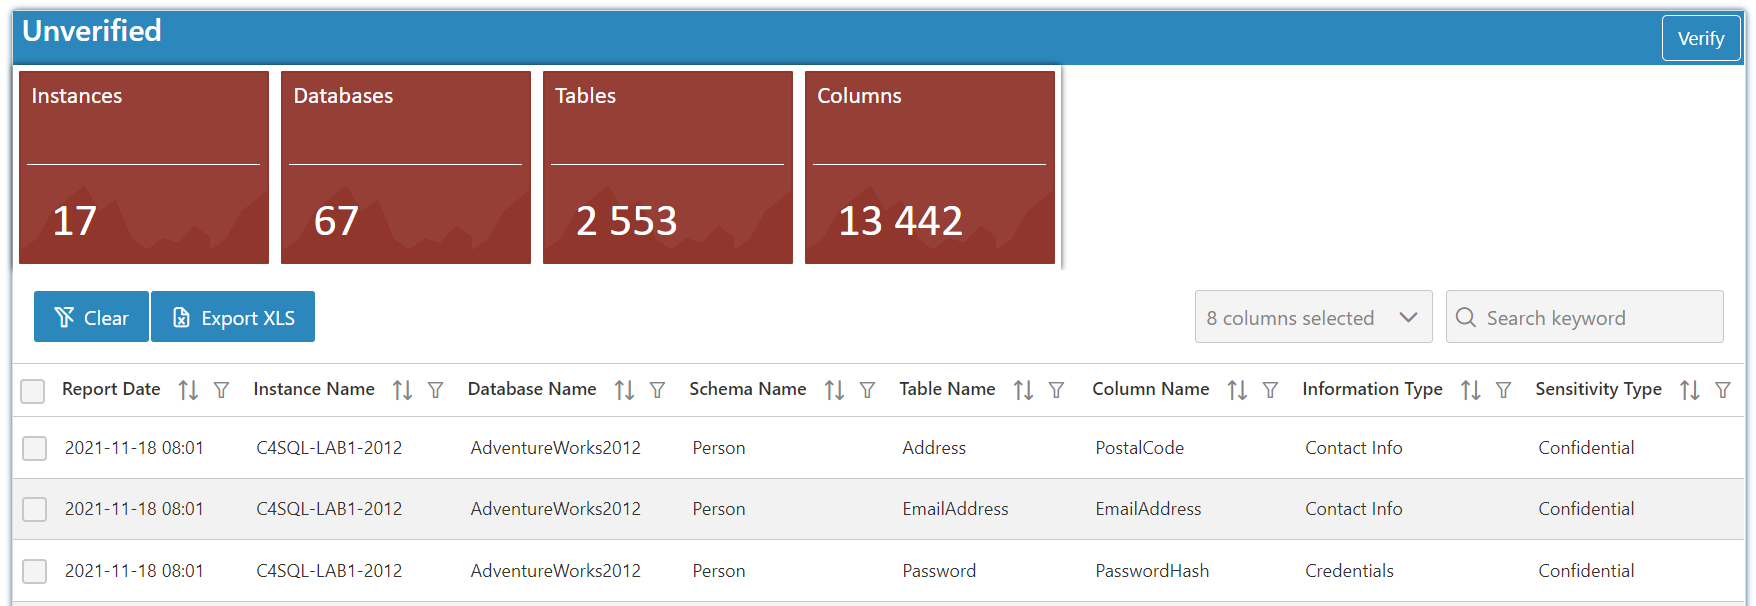 Unverified
Verify
Instances Databases Tables Columns
17 67 2 553 13 442
Clear Export XLS 8 columns selected Search keyword
Report Date Instance Name Database Name Schema Name Table Name Column Name Information Type Sensitivity Type
2021-11-18 08:01 C4SQL-LAB1-2012 AdventureWorks2012 Person Address PostalCode Contact Info Confidential
2021-11-18 08:01 C4SQL-LAB1-2012 AdventureWorks2012 Person EmailAddress EmailAddress Contact Info Confidential
2021-11-18 08:01 C4SQL-LAB1-2012 AdventureWorks2012 Person Password PasswordHash Credentials Confidential